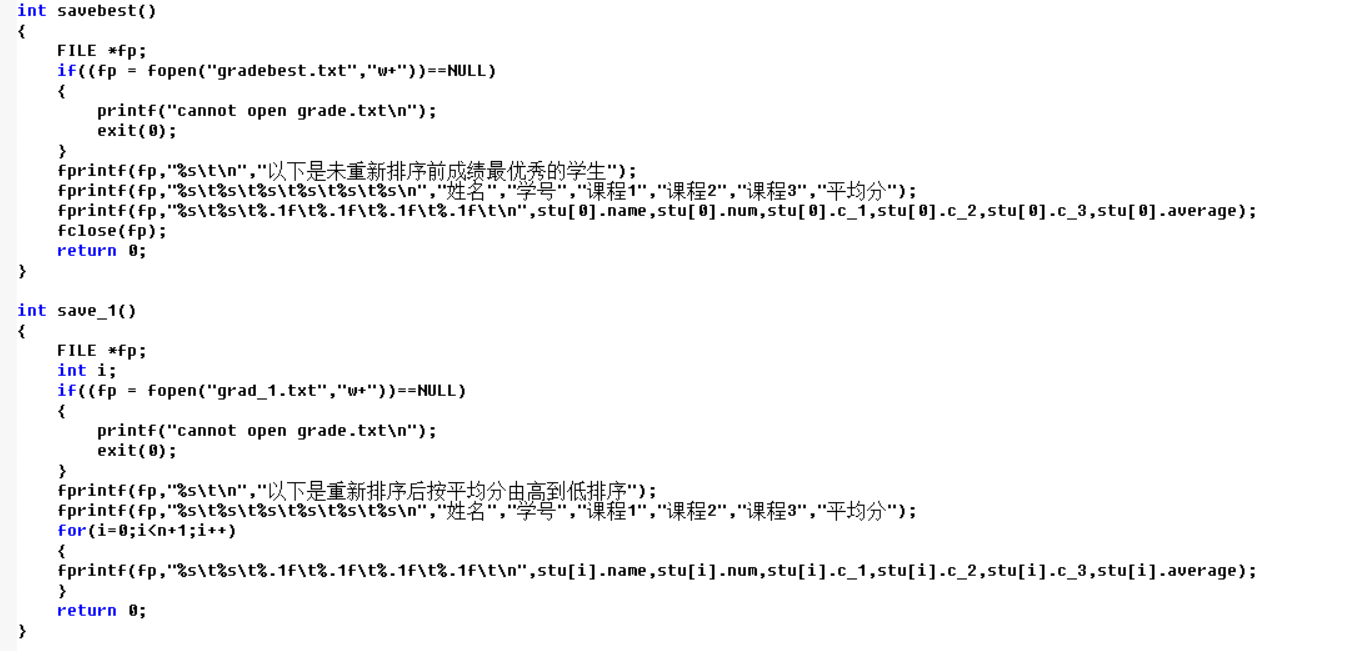 int savebest()
{
    FILE *fp;
    if((fp = fopen("gradebest.txt","w+"))==NULL)
    {
        printf("cannot open grade.txt\n");
        exit(0);
    }
    fprintf(fp,"%s\t\n","以下是未重新排序前成绩最优秀的学生");
    fprintf(fp,"%s\t%s\t%s\t%s\t%s\t%s\n","姓名","学号","课程1","课程2","课程3","平均分");
    fprintf(fp,"%s\t%s\t%.1f\t%.1f\t%.1f\t%.1f\t\n",stu[0].name,stu[0].num,stu[0].c_1,stu[0].c_2,stu[0].c_3,stu[0].average);
    fclose(fp);
    return 0;
}
int save_1()
{
    FILE *fp;
    int i;
    if((fp = fopen("grad_1.txt","w+"))==NULL)
    {
        printf("cannot open grade.txt\n");
        exit(0);
    }
    fprintf(fp,"%s\t\n","以下是重新排序后按平均分由高到低排序");
    fprintf(fp,"%s\t%s\t%s\t%s\t%s\t%s\n","姓名","学号","课程1","课程2","课程3","平均分");
    for(i=0;i<n+1;i++)
    {
    fprintf(fp,"%s\t%s\t%.1f\t%.1f\t%.1f\t%.1f\t\n",stu[i].name,stu[i].num,stu[i].c_1,stu[i].c_2,stu[i].c_3,stu[i].average);
    }
    return 0;
}